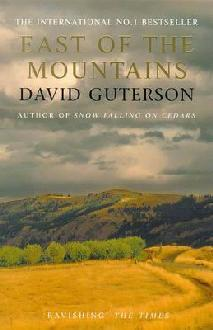 THE INTERNATIONAL NO.1 BESTSELLER
EAST OF THE
MOUNTAINS
DAVID GUTERSON
AUTHOR OF SNOW FALLING ON CEDARS
'RAVISHING' THE TIMES